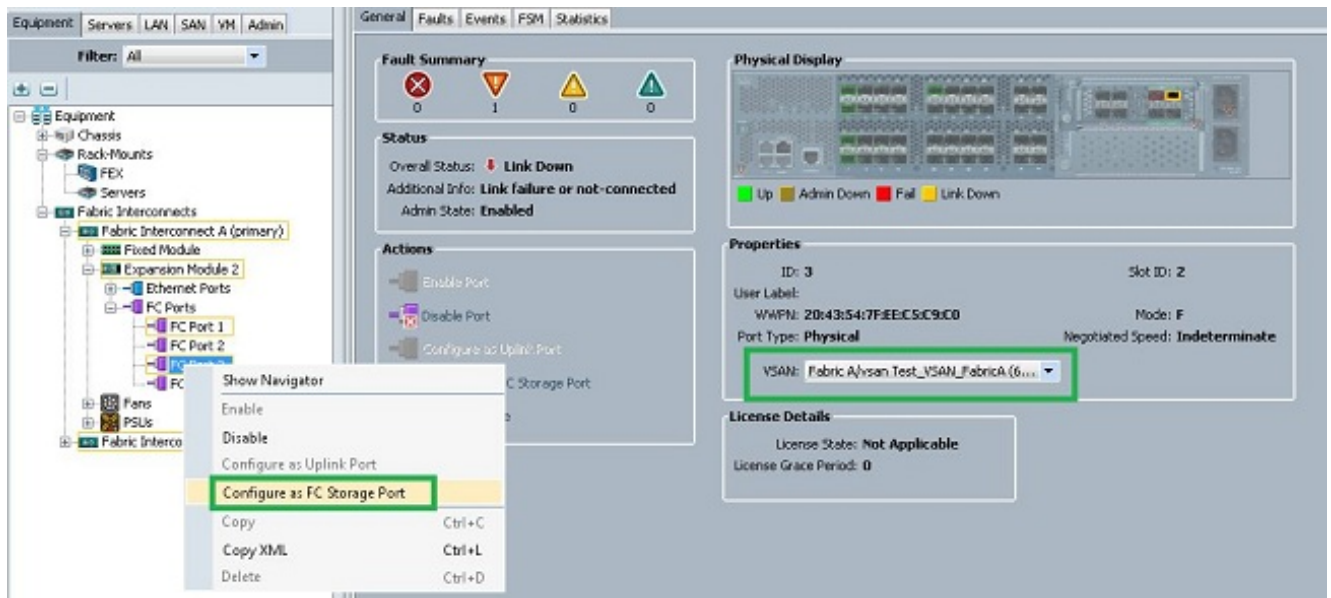 Equipment Servers LAN SAN VM Admin
Filter: All
Equipment
Chassis
Rack-Mounts
FEX
Servers
Fabric Interconnects
Fabric Interconnect A (primary)
Fixed Module
Expansion Module 2
Ethernet Ports
FC Ports
FC Port 1
FC Port 2
FC
Fans
PSUs
Fabric Interco
Show Navigator
Enable
Disable
Configure as Uplink Port
Configure as FC Storage Port
Copy Ctrl+C
Copy XML Ctrl+L
Delete Ctrl+D
General Faults Events FSM Statistics
Fault Summary
0 1 0 0
Status
Overall Status: Link Down
Additional Info: Link failure or not-connected
Admin State: Enabled
Actions
Enable Port
Disable Port
Configure as Uplink Port
C Storage Port
Physical Display
Up Admin Down Fail Link Down
Properties
ID: 3 Slot ID: 2
User Label:
WWPN: 20:43:54:7F:EE:C5:C9:C0 Mode: F
Port Type: Physical Negotiated Speed: Indeterminate
VSAN: Fabric A/vsan Test_VSAN_FabricA (6...
License Details
License State: Not Applicable
License Grace Period: 0